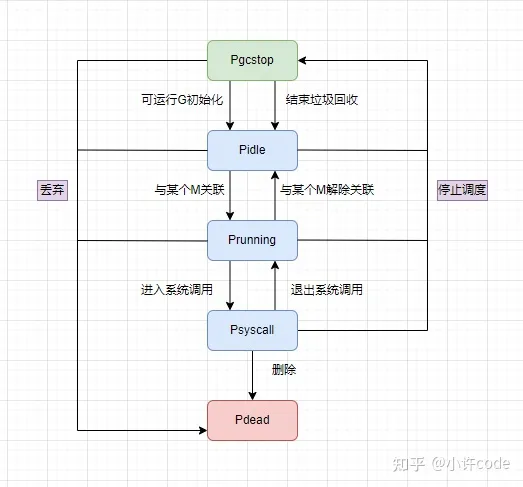 Pgcstop
可运行G初始化
结束垃圾回收
Pidle
丢弃
与某个M关联
与某个M解除关联
停止调度
Prunning
进入系统调用
退出系统调用
Psyscall
删除
Pdead
知乎 @小许code